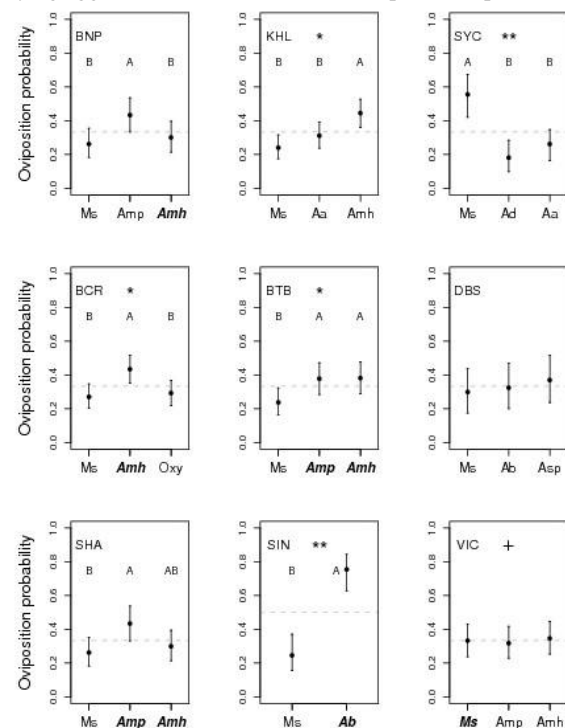 BNP
B A B
Oviposition probability
0.0 0.2 0.4 0.6 0.8 1.0
Ms Amp Amh
KHL *
B B A
0.0 0.2 0.4 0.6 0.8 1.0
Ms Aa Amh
SYC **
A B B
0.0 0.2 0.4 0.6 0.8 1.0
Ms Ad Aa
BCR *
B A B
Oviposition probability
0.0 0.2 0.4 0.6 0.8 1.0
Ms Amh Oxy
BTB *
B A A
0.0 0.2 0.4 0.6 0.8 1.0
Ms Amp Amh
DBS
0.0 0.2 0.4 0.6 0.8 1.0
Ms Ab Asp
SHA
B A AB
Oviposition probability
0.0 0.2 0.4 0.6 0.8 1.0
Ms Amp Amh
SIN **
B A
0.0 0.2 0.4 0.6 0.8 1.0
Ms Ab
VIC +
0.0 0.2 0.4 0.6 0.8 1.0
Ms Amp Amh